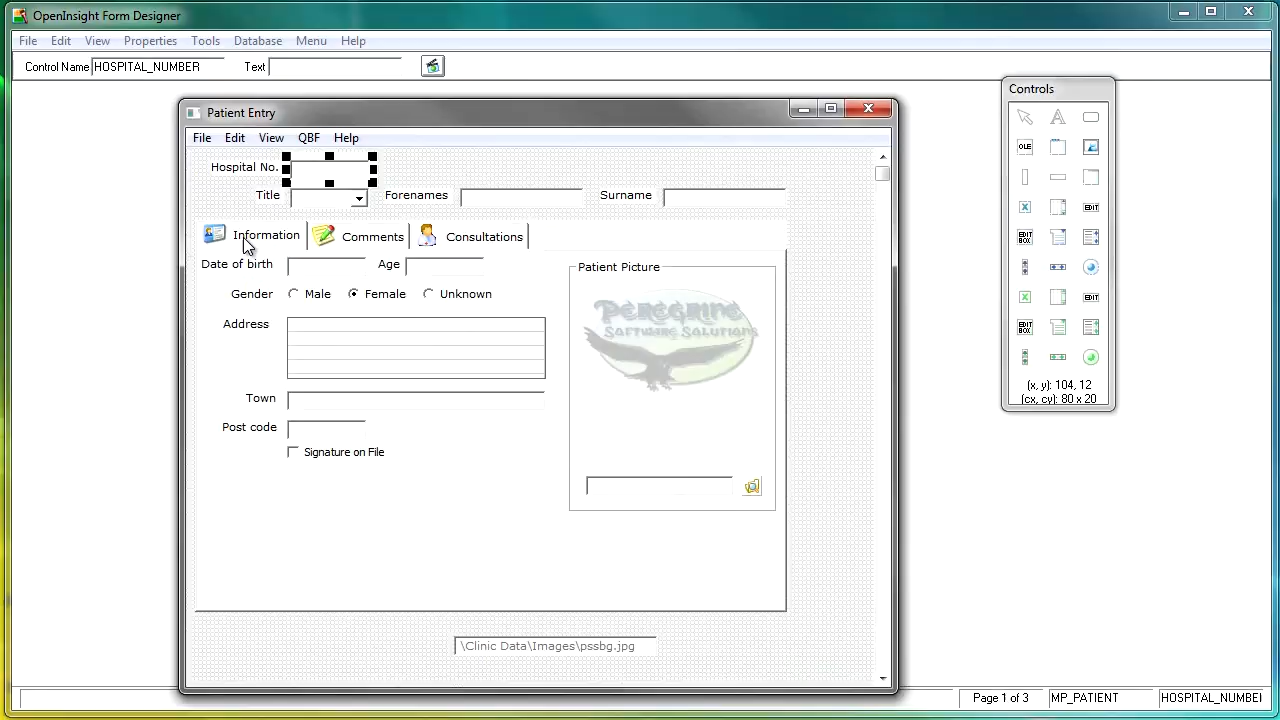 OpenInsight Form Designer
File Edit View Properties Tools Database Menu Help
Control Name HOSPITAL_NUMBER Text
Controls
Patient Entry
File Edit View QBF Help
Hospital No.
Title Forenames Surname
Information Comments Consultations
Date of birth Age
Patient Picture
Gender Male Female Unknown
PEREGRINE
SOFTWARE SOLUTIONS
Address
Town
Post code
Signature on File
\Clinic Data\Images\pssbg.jpg
OLE
EDIT
EDIT BOX
EDIT
EDIT BOX
(x, y): 104, 12
(cx, cy): 80 x 20
Page 1 of 3 MP_PATIENT HOSPITAL_NUMBE